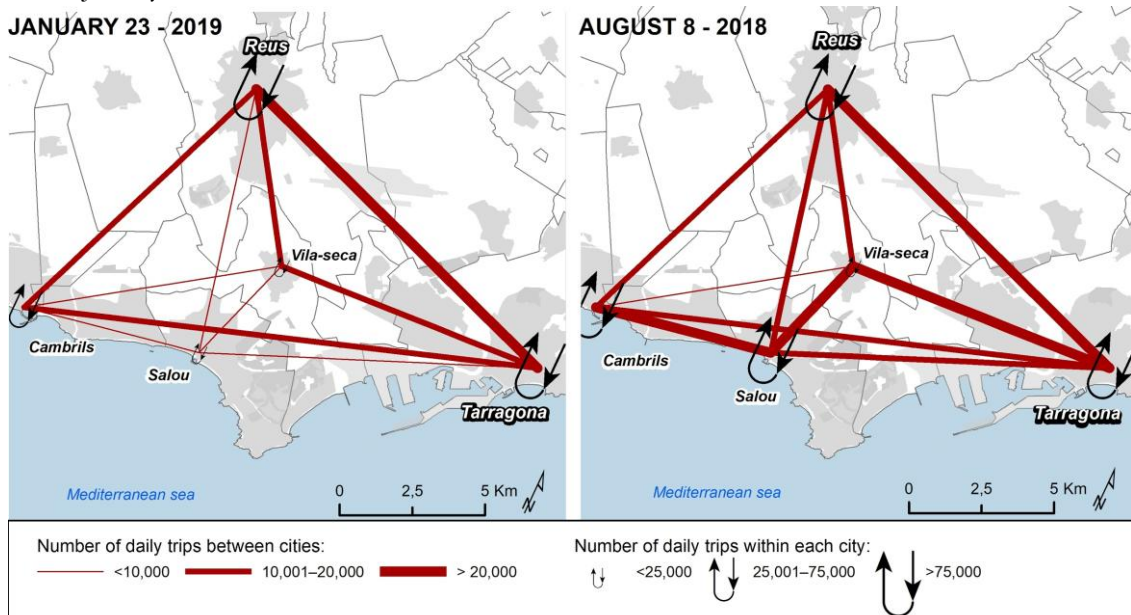 JANUARY 23 - 2019
Reus
Vila-seca
Cambrils
Salou
Tarragona
Mediterranean sea
0 2,5 5 Km
N
AUGUST 8 - 2018
Reus
Vila-seca
Cambrils
Salou
Tarragona
Mediterranean sea
0 2,5 5 Km
N
Number of daily trips between cities:
<10,000 10,001–20,000 > 20,000
Number of daily trips within each city:
<25,000 25,001–75,000 >75,000